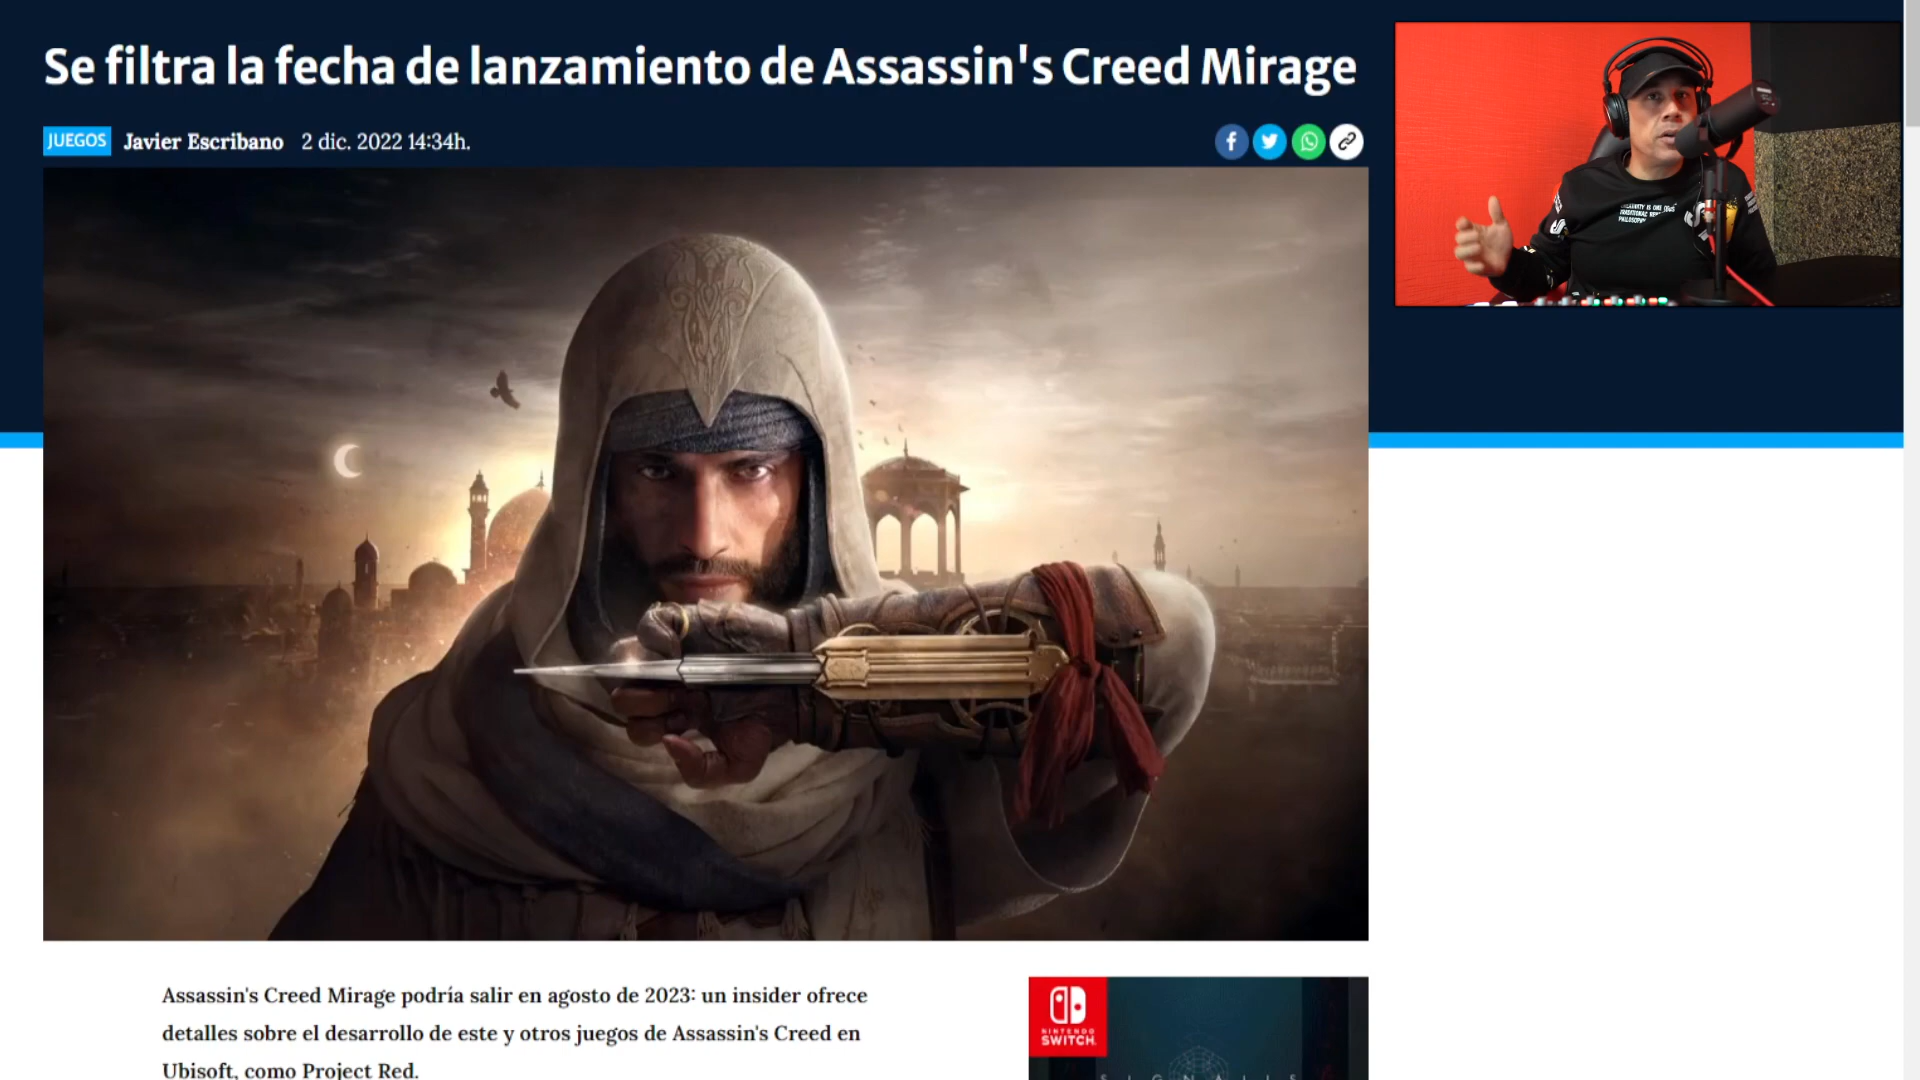 Se filtra la fecha de lanzamiento de Assassin's Creed Mirage
JUEGOS Javier Escribano 2 dic. 2022 14:34h.
Assassin's Creed Mirage podría salir en agosto de 2023: un insider ofrece
detalles sobre el desarrollo de este y otros juegos de Assassin's Creed en
Ubisoft, como Project Red.
NINTENDO
SWITCH
SIGNALIS